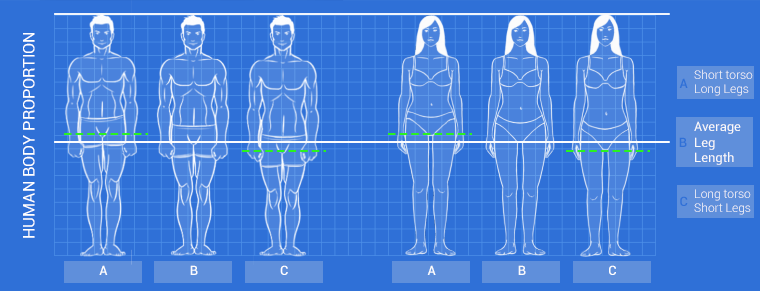 HUMAN BODY PROPORTION
A
B
C
A
B
C
A
Short torso
Long Legs
B
Average
Leg
Length
C
Long torso
Short Legs